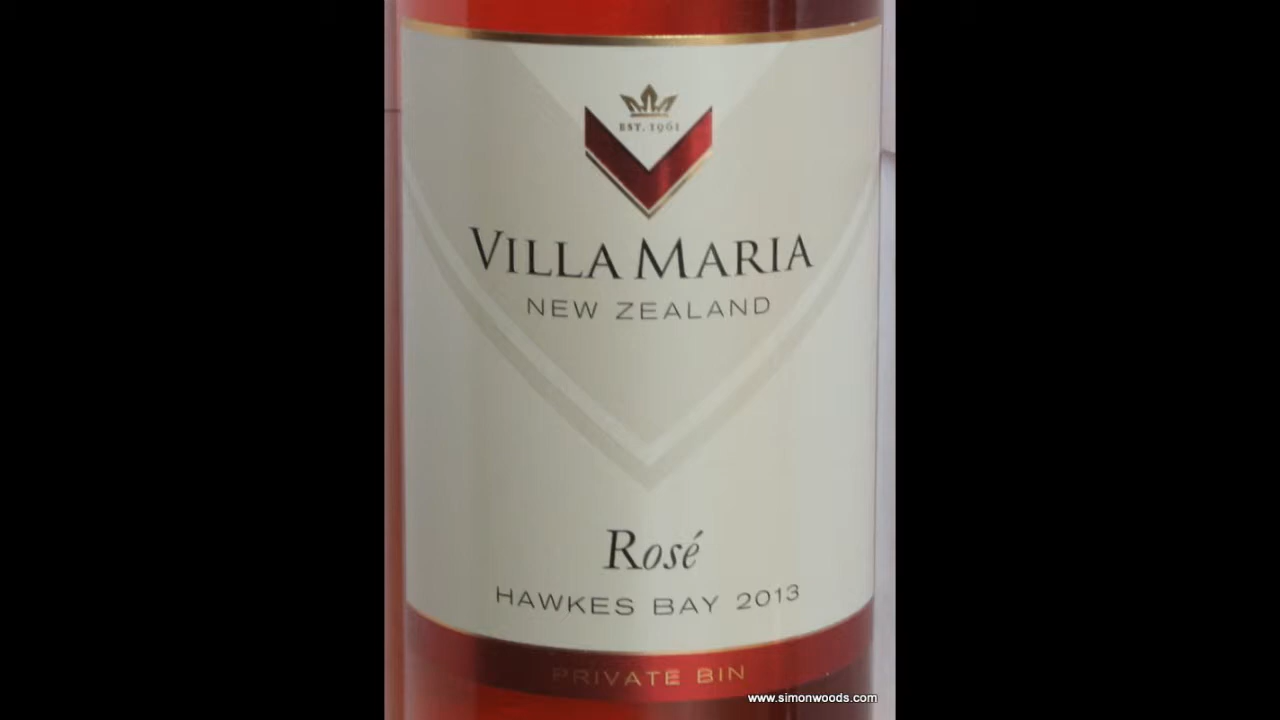 EST. 1961
VILLA MARIA
NEW ZEALAND
Rosé
HAWKES BAY 2013
PRIVATE BIN
www.simonwoods.com